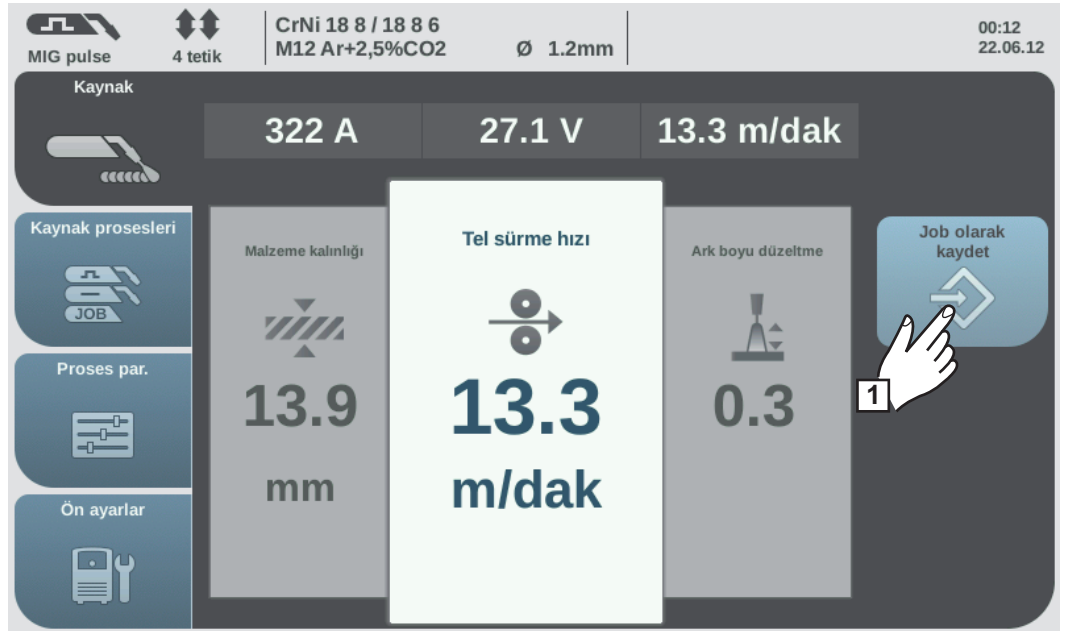 MIG pulse
4 tetik
CrNi 18 8 / 18 8 6
M12 Ar+2,5%CO2 Ø 1.2mm
00:12
22.06.12
Kaynak
322 A
27.1 V
13.3 m/dak
Kaynak prosesleri
JOB
Proses par.
Ön ayarlar
Malzeme kalınlığı
13.9
mm
Tel sürme hızı
13.3
m/dak
Ark boyu düzeltme
0.3
Job olarak
kaydet
1